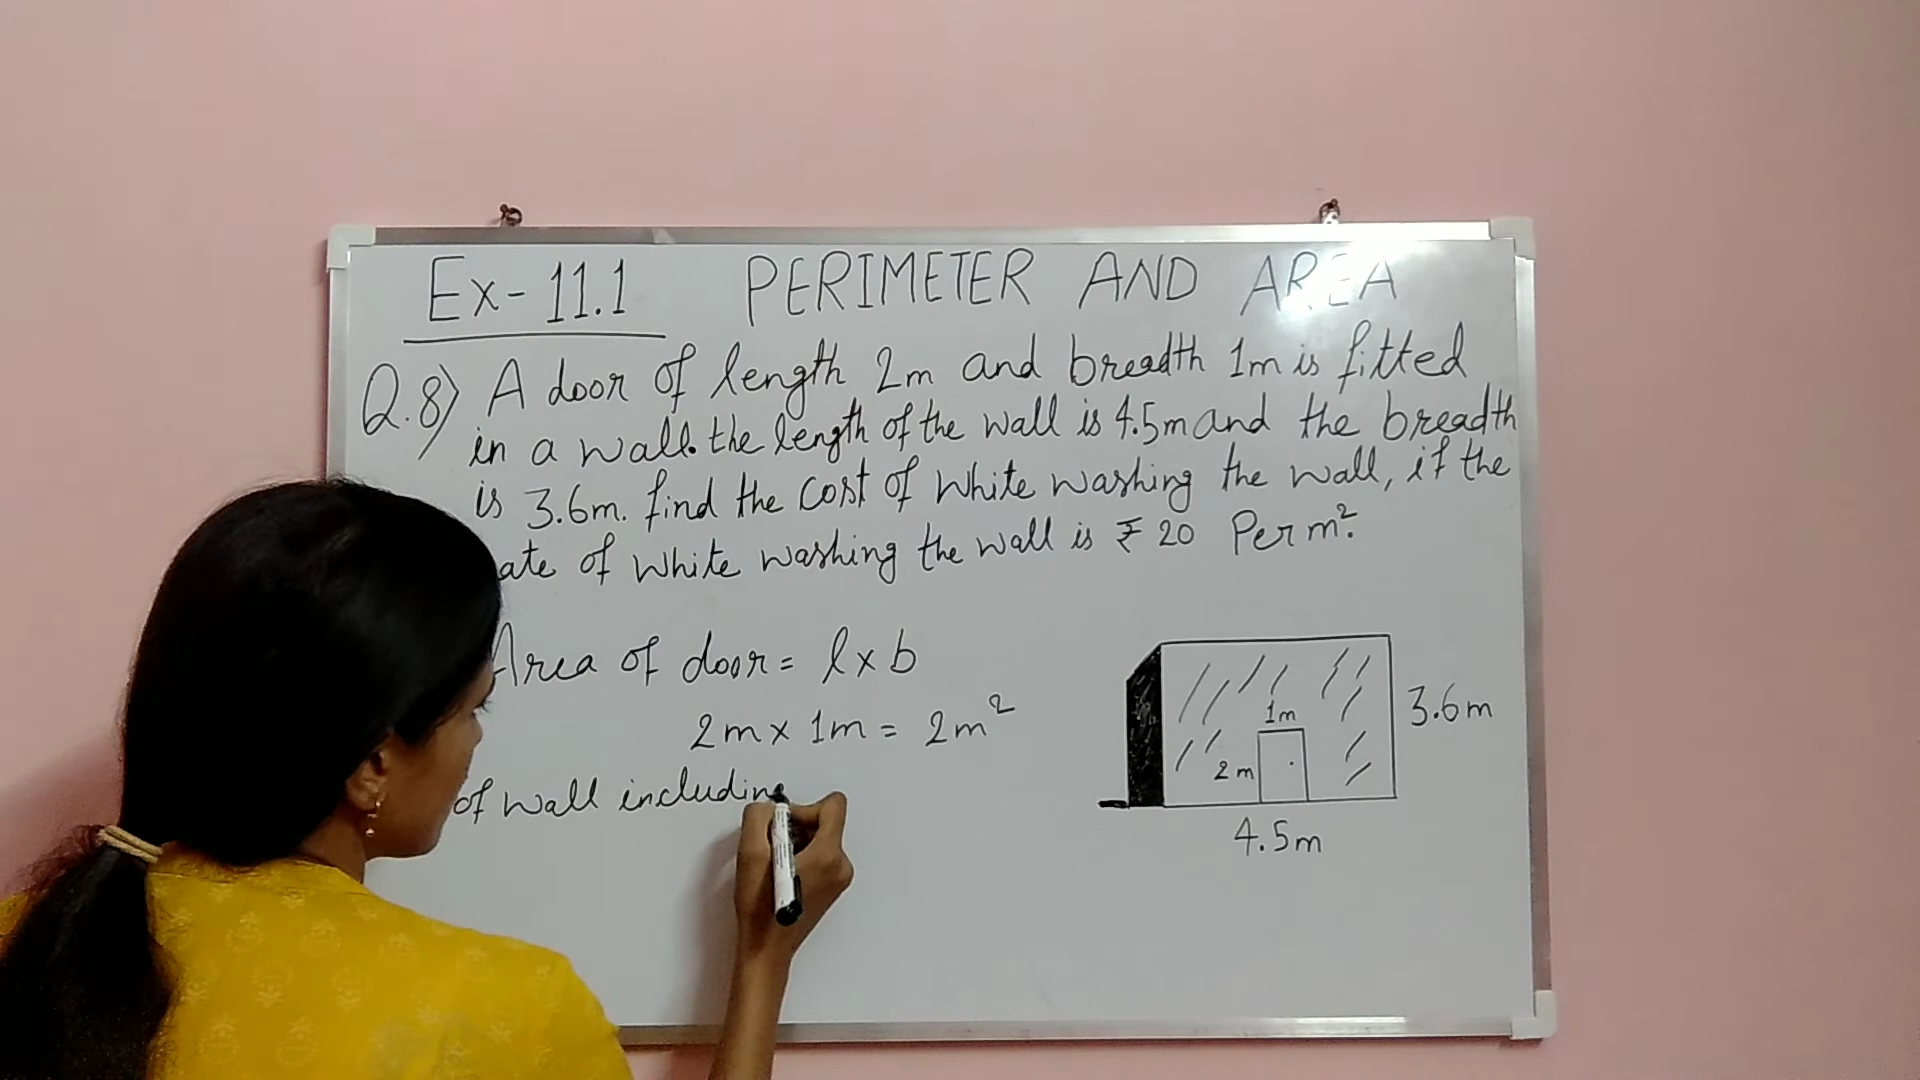 Ex-11.1 PERIMETER AND AREA
Q.8) A door of length 2m and breadth 1m is fitted
in a wall. the length of the wall is 4.5m and the breadth
is 3.6m. find the cost of white washing the wall, if the
ate of white washing the wall is ₹ 20 Per m².
Area of door = l x b
2m x 1m = 2m²
of wall including
1m
2m
3.6m
4.5m